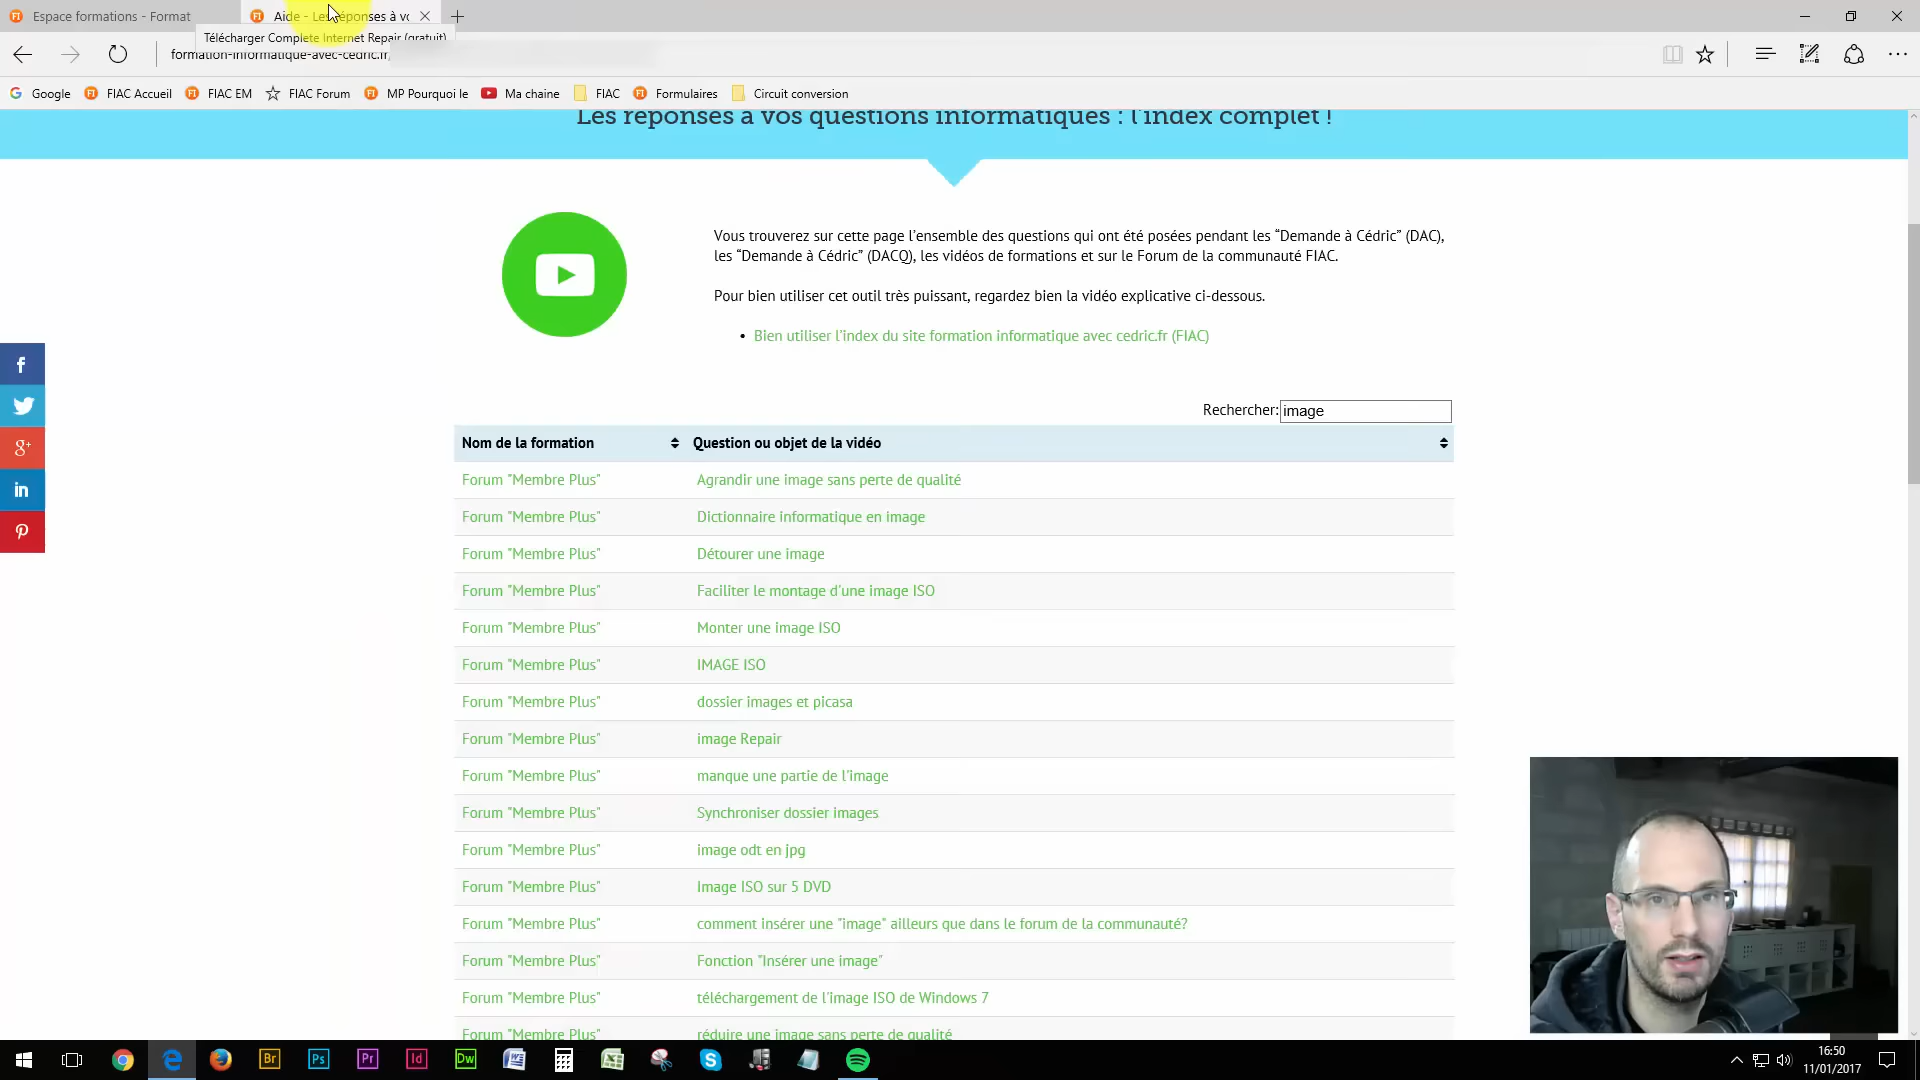 Espace formations - Format
Aide - Les réponses à vo
Télécharger Complete Internet Repair (gratuit)
formation-informatique-avec-cedric.fr/
Google FIAC Accueil FIAC EM FIAC Forum MP Pourquoi le Ma chaine FIAC Formulaires Circuit conversion
Les réponses à vos questions informatiques : l'index complet !
Vous trouverez sur cette page l'ensemble des questions qui ont été posées pendant les “Demande à Cédric” (DAC),
les “Demande à Cédric” (DACQ), les vidéos de formations et sur le Forum de la communauté FIAC.
Pour bien utiliser cet outil très puissant, regardez bien la vidéo explicative ci-dessous.
• Bien utiliser l'index du site formation informatique avec cedric.fr (FIAC)
Rechercher: image
Nom de la formation Question ou objet de la vidéo
Forum "Membre Plus" Agrandir une image sans perte de qualité
Forum "Membre Plus" Dictionnaire informatique en image
Forum "Membre Plus" Détourer une image
Forum "Membre Plus" Faciliter le montage d'une image ISO
Forum "Membre Plus" Monter une image ISO
Forum "Membre Plus" IMAGE ISO
Forum "Membre Plus" dossier images et picasa
Forum "Membre Plus" image Repair
Forum "Membre Plus" manque une partie de l'image
Forum "Membre Plus" Synchroniser dossier images
Forum "Membre Plus" image odt en jpg
Forum "Membre Plus" Image ISO sur 5 DVD
Forum "Membre Plus" comment insérer une "image" ailleurs que dans le forum de la communauté?
Forum "Membre Plus" Fonction "Insérer une image"
Forum "Membre Plus" téléchargement de l'image ISO de Windows 7
Forum "Membre Plus" réduire une image sans perte de qualité
Br Ps Pr Id Dw
16:50
11/01/2017